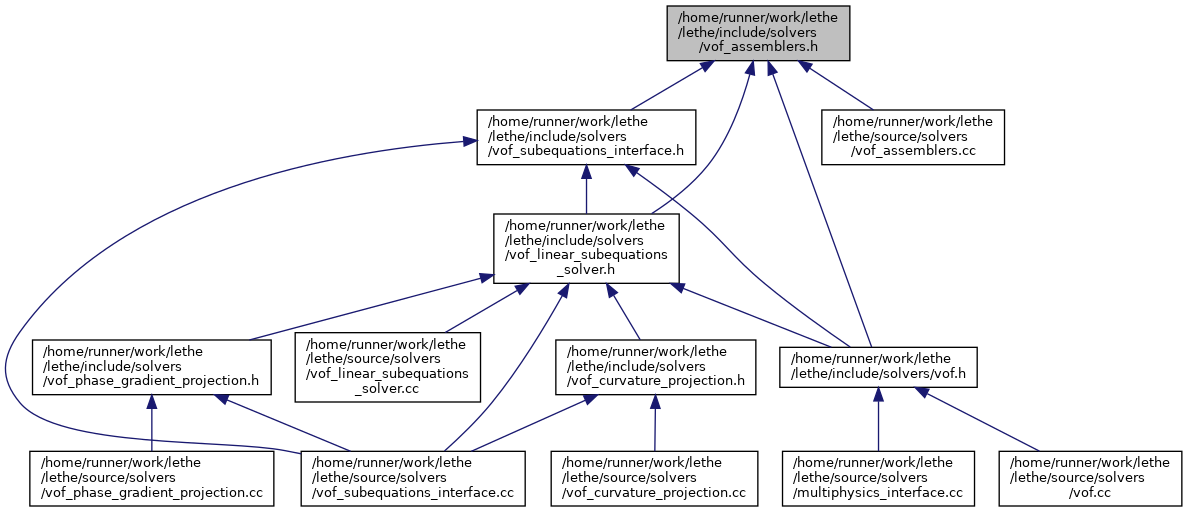 /home/runner/work/lethe
/lethe/include/solvers
/vof_assemblers.h
/home/runner/work/lethe
/lethe/include/solvers
/vof_subequations_interface.h
/home/runner/work/lethe
/lethe/source/solvers
/vof_assemblers.cc
/home/runner/work/lethe
/lethe/include/solvers
/vof_linear_subequations
_solver.h
/home/runner/work/lethe
/lethe/include/solvers
/vof_phase_gradient_projection.h
/home/runner/work/lethe
/lethe/source/solvers
/vof_linear_subequations
_solver.cc
/home/runner/work/lethe
/lethe/include/solvers
/vof_curvature_projection.h
/home/runner/work/lethe
/lethe/include/solvers/vof.h
/home/runner/work/lethe
/lethe/source/solvers
/vof_phase_gradient_projection.cc
/home/runner/work/lethe
/lethe/source/solvers
/vof_subequations_interface.cc
/home/runner/work/lethe
/lethe/source/solvers
/vof_curvature_projection.cc
/home/runner/work/lethe
/lethe/source/solvers
/multiphysics_interface.cc
/home/runner/work/lethe
/lethe/source/solvers
/vof.cc